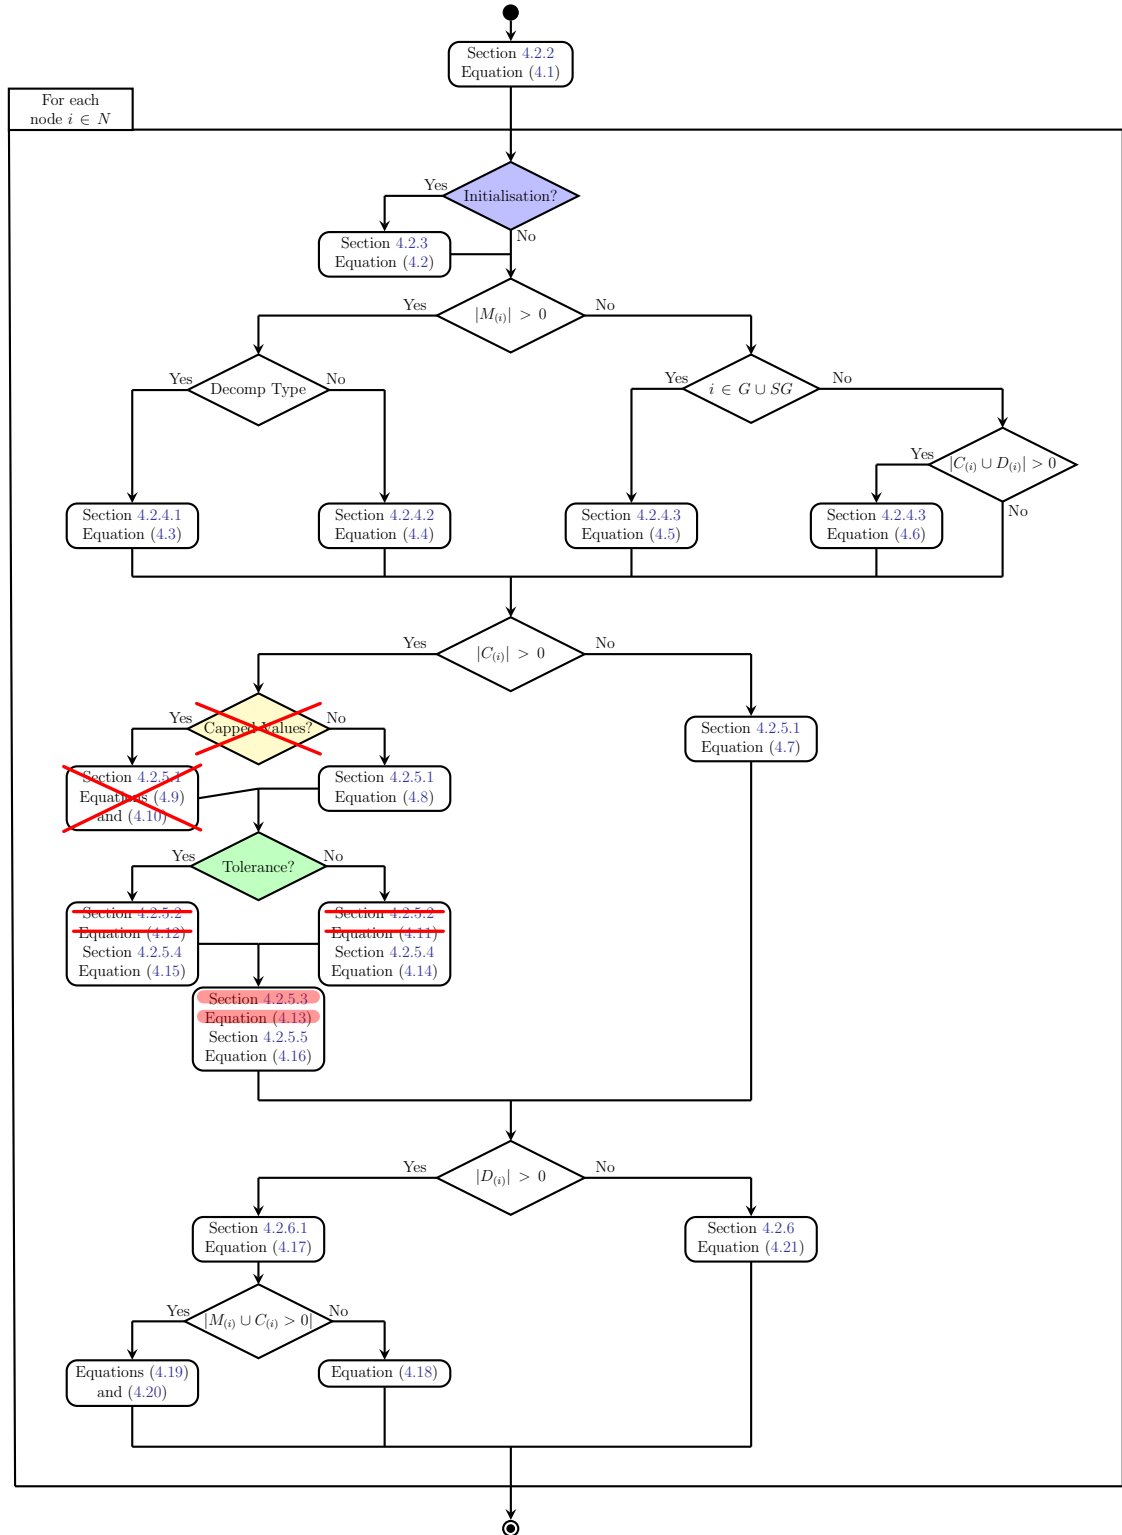 Section 4.2.2
Equation (4.1)
For each
node i ∈ N
Initialisation?
Yes
No
Section 4.2.3
Equation (4.2)
|M(i)| > 0
Yes
No
Decomp Type
Yes
No
i ∈ G ∪ SG
Yes
No
|C(i) ∪ D(i)| > 0
Yes
No
Section 4.2.4.1
Equation (4.3)
Section 4.2.4.2
Equation (4.4)
Section 4.2.4.3
Equation (4.5)
Section 4.2.4.3
Equation (4.6)
|C(i)| > 0
Yes
No
Capped Values?
Yes
No
Section 4.2.5.1
Equation (4.7)
Section 4.2.5.1
Equations (4.9)
and (4.10)
Section 4.2.5.1
Equation (4.8)
Tolerance?
Yes
No
Section 4.2.5.2
Equation (4.12)
Section 4.2.5.4
Equation (4.15)
Section 4.2.5.2
Equation (4.11)
Section 4.2.5.4
Equation (4.14)
Section 4.2.5.3
Equation (4.13)
Section 4.2.5.5
Equation (4.16)
|D(i)| > 0
Yes
No
Section 4.2.6.1
Equation (4.17)
Section 4.2.6
Equation (4.21)
|M(i) ∪ C(i) > 0|
Yes
No
Equations (4.19)
and (4.20)
Equation (4.18)